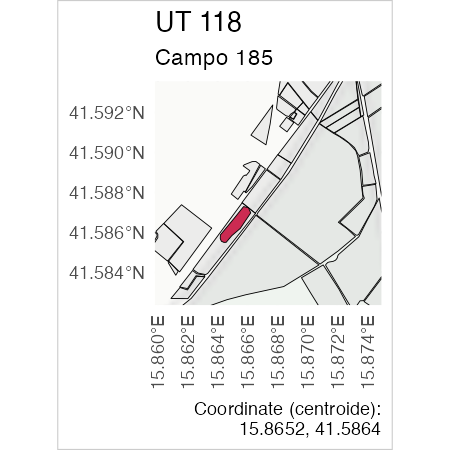 UT 118
Campo 185
41.592°N
41.590°N
41.588°N
41.586°N
41.584°N
15.860°E
15.862°E
15.864°E
15.866°E
15.868°E
15.870°E
15.872°E
15.874°E
Coordinate (centroide):
15.8652, 41.5864